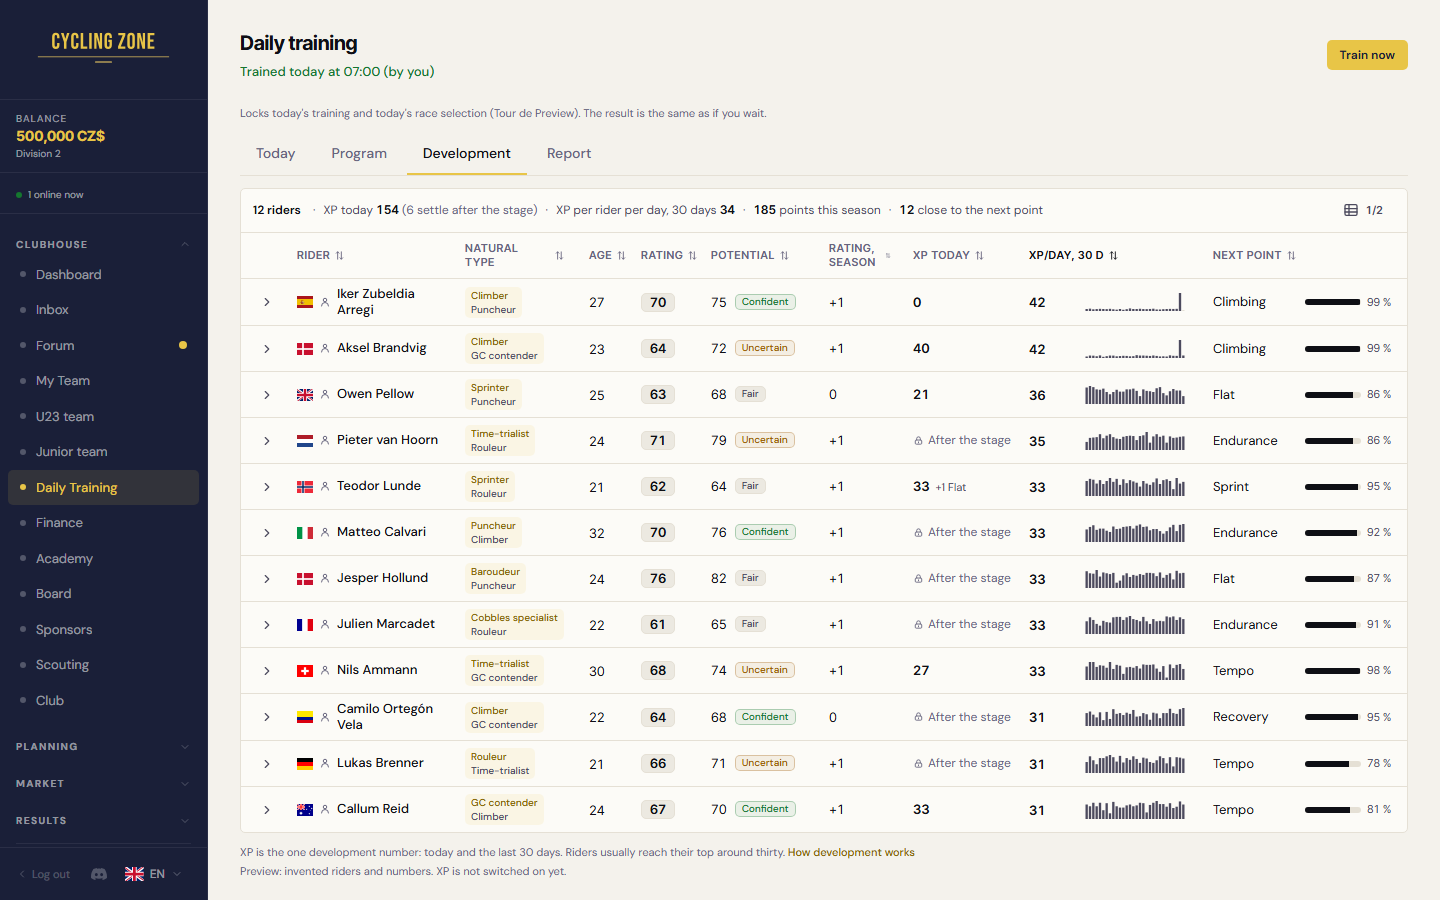 CYCLING ZONE
BALANCE
500,000 CZ$
Division 2
1 online now
CLUBHOUSE
Dashboard
Inbox
Forum
My Team
U23 team
Junior team
Daily Training
Finance
Academy
Board
Sponsors
Scouting
Club
PLANNING
MARKET
RESULTS
Log out
EN
Daily training
Trained today at 07:00 (by you)
Train now
Locks today's training and today's race selection (Tour de Preview). The result is the same as if you wait.
Today Program Development Report
12 riders · XP today 154 (6 settle after the stage) · XP per rider per day, 30 days 34 · 185 points this season · 12 close to the next point 1/2
RIDER NATURAL TYPE AGE RATING POTENTIAL RATING, SEASON XP TODAY XP/DAY, 30 D NEXT POINT
Iker Zubeldia Arregi Climber Puncheur 27 70 75 Confident +1 0 42 Climbing 99 %
Aksel Brandvig Climber GC contender 23 64 72 Uncertain +1 40 42 Climbing 99 %
Owen Pellow Sprinter Puncheur 25 63 68 Fair 0 21 36 Flat 86 %
Pieter van Hoorn Time-trialist Rouleur 24 71 79 Uncertain +1 After the stage 35 Endurance 86 %
Teodor Lunde Sprinter Rouleur 21 62 64 Fair +1 33 +1 Flat 33 Sprint 95 %
Matteo Calvari Puncheur Climber 32 70 76 Confident +1 After the stage 33 Endurance 92 %
Jesper Hollund Baroudeur Puncheur 24 76 82 Fair +1 After the stage 33 Flat 87 %
Julien Marcadet Cobbles specialist Rouleur 22 61 65 Fair +1 After the stage 33 Endurance 91 %
Nils Ammann Time-trialist GC contender 30 68 74 Uncertain +1 27 33 Tempo 98 %
Camilo Ortegón Vela Climber GC contender 22 64 68 Confident 0 After the stage 31 Recovery 95 %
Lukas Brenner Rouleur Time-trialist 21 66 71 Uncertain +1 After the stage 31 Tempo 78 %
Callum Reid GC contender Climber 24 67 70 Confident +1 33 31 Tempo 81 %
XP is the one development number: today and the last 30 days. Riders usually reach their top around thirty. How development works
Preview: invented riders and numbers. XP is not switched on yet.